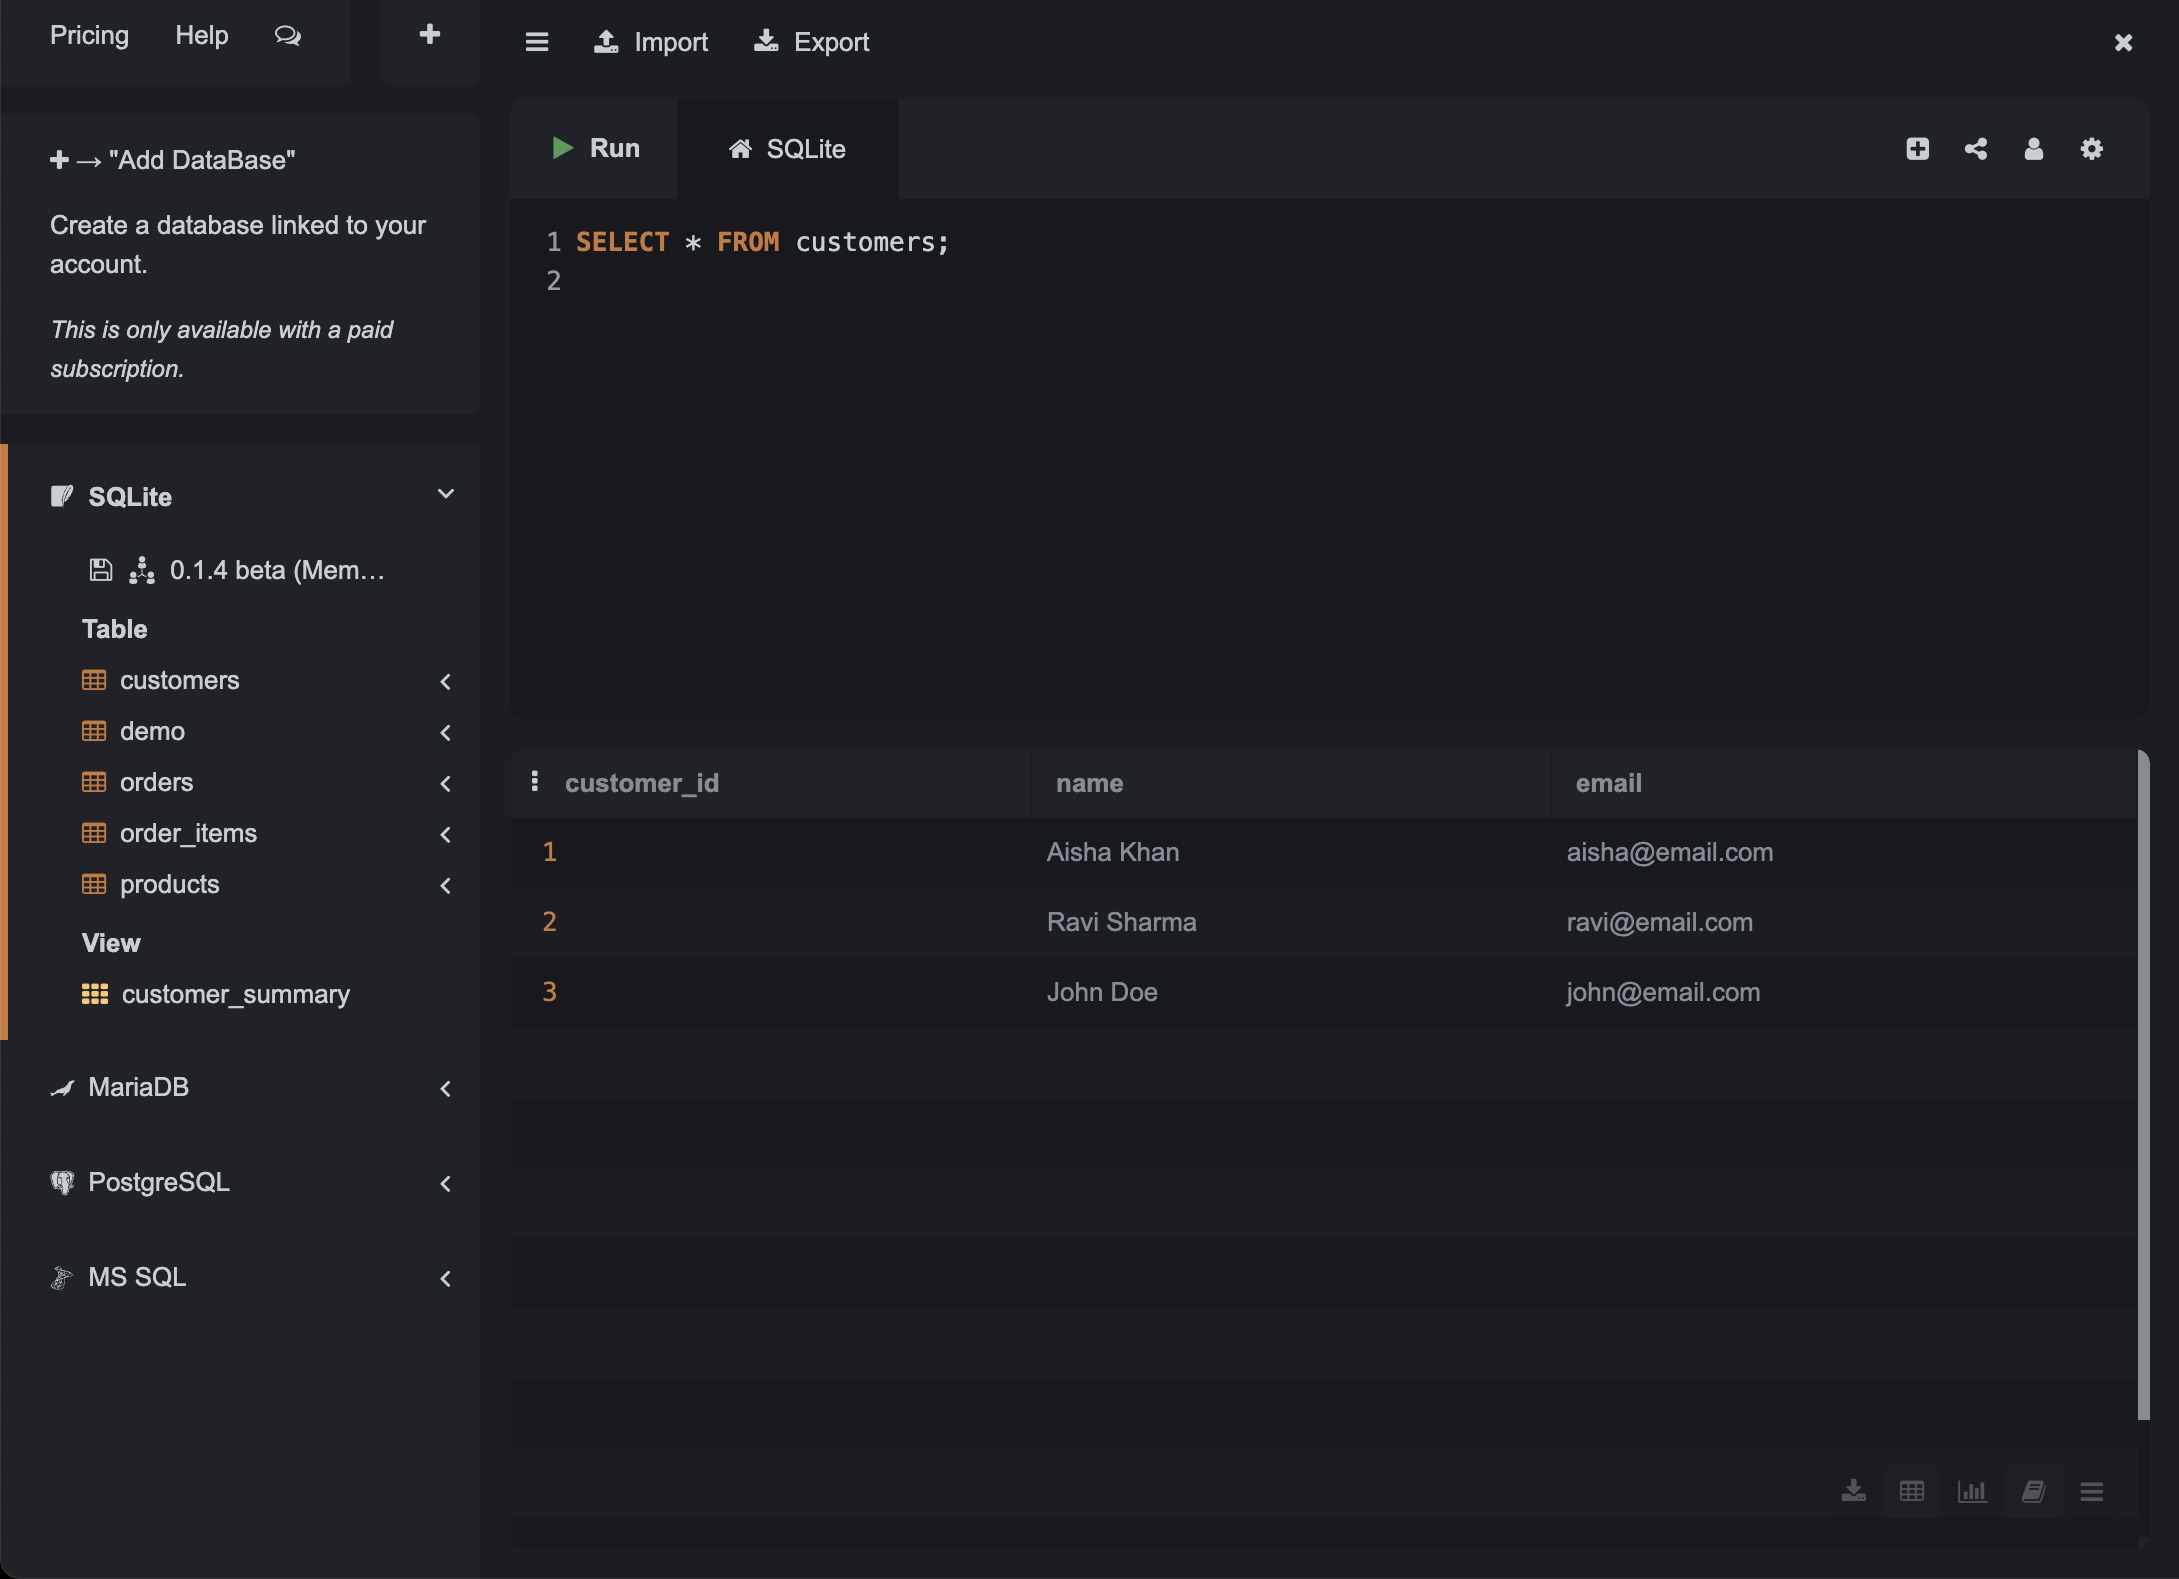 Pricing Help
Import Export
"Add DataBase"
Create a database linked to your
account.
This is only available with a paid
subscription.
SQLite
0.1.4 beta (Mem...
Table
customers
demo
orders
order_items
products
View
customer_summary
MariaDB
PostgreSQL
MS SQL
Run SQLite
1 SELECT * FROM customers;
2
customer_id name email
1 Aisha Khan aisha@email.com
2 Ravi Sharma ravi@email.com
3 John Doe john@email.com